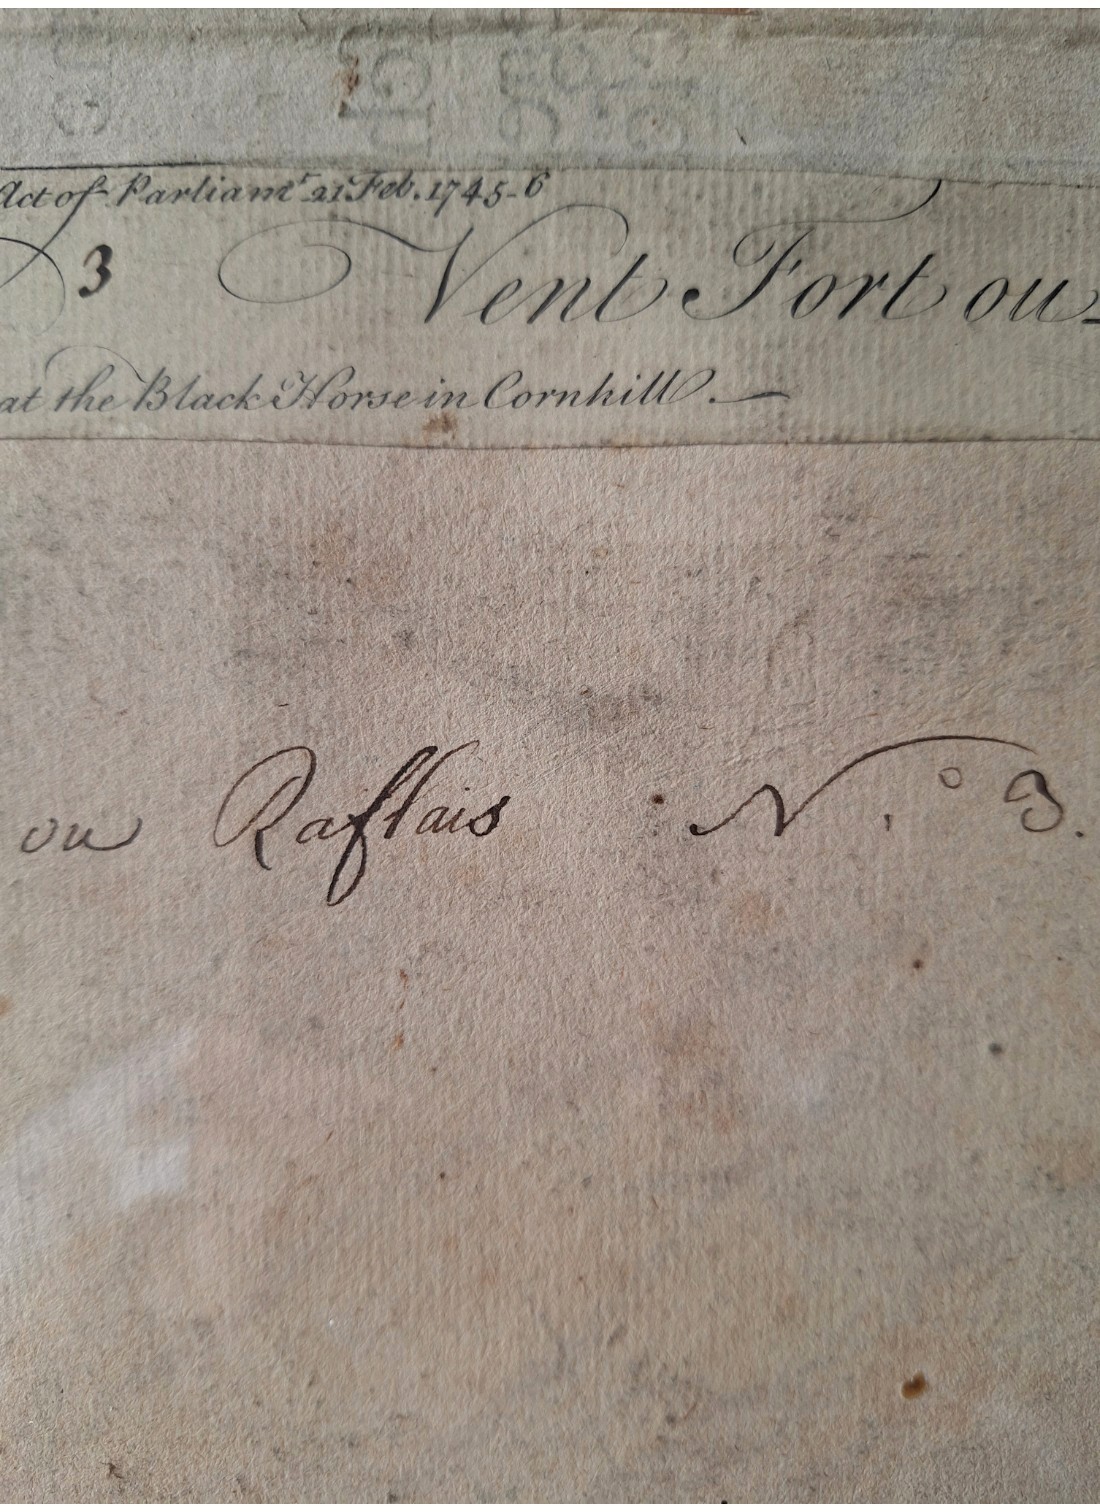 Act of Parliamt 21 Feb. 1745-6
3 Vent Fort ou
at the Black Horse in Cornhill.
ou Raflais N.o 3.